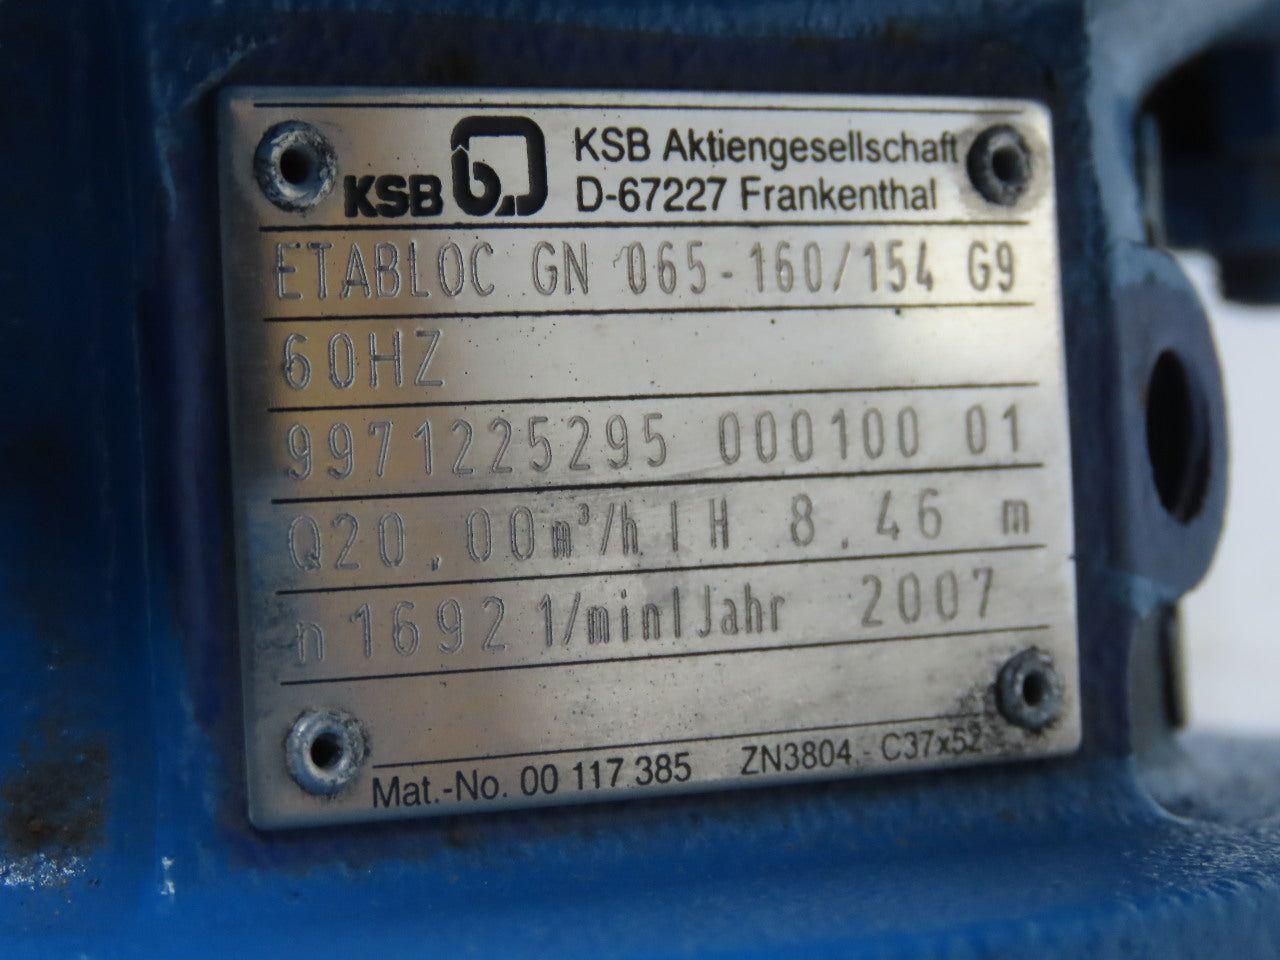 KSB
KSB Aktiengesellschaft
D-67227 Frankenthal
ETABLOC GN 065-160/154 G9
60HZ
9971225295 000100 01
Q20,00m³/h | H 8.46 m
n 1692 1/min | Jahr 2007
Mat.-No. 00 117 385 ZN3804 - C37x52